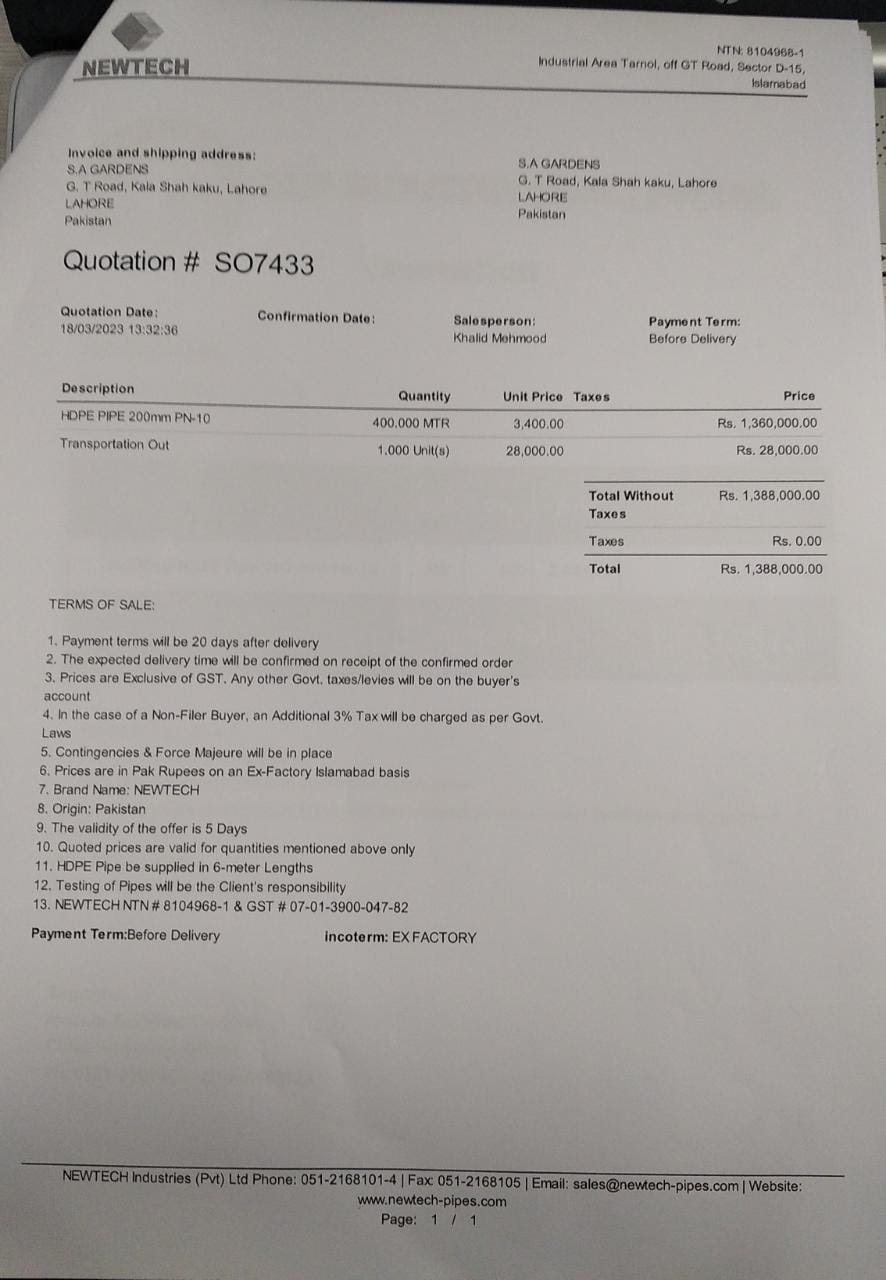 NEWTECH
NTN: 8104968-1
Industrial Area Tarnol, off GT Road, Sector D-15,
Islamabad
Invoice and shipping address:
S.A GARDENS
G. T Road, Kala Shah kaku, Lahore
LAHORE
Pakistan
S.A GARDENS
G. T Road, Kala Shah kaku, Lahore
LAHORE
Pakistan
Quotation # SO7433
Quotation Date:
18/03/2023 13:32:36
Confirmation Date:
Salesperson:
Khalid Mehmood
Payment Term:
Before Delivery
Description Quantity Unit Price Taxes Price
HDPE PIPE 200mm PN-10 400.000 MTR 3,400.00 Rs. 1,360,000.00
Transportation Out 1.000 Unit(s) 28,000.00 Rs. 28,000.00
Total Without Rs. 1,388,000.00
Taxes
Taxes Rs. 0.00
Total Rs. 1,388,000.00
TERMS OF SALE:
1. Payment terms will be 20 days after delivery
2. The expected delivery time will be confirmed on receipt of the confirmed order
3. Prices are Exclusive of GST. Any other Govt. taxes/levies will be on the buyer's
account
4. In the case of a Non-Filer Buyer, an Additional 3% Tax will be charged as per Govt.
Laws
5. Contingencies & Force Majeure will be in place
6. Prices are in Pak Rupees on an Ex-Factory Islamabad basis
7. Brand Name: NEWTECH
8. Origin: Pakistan
9. The validity of the offer is 5 Days
10. Quoted prices are valid for quantities mentioned above only
11. HDPE Pipe be supplied in 6-meter Lengths
12. Testing of Pipes will be the Client's responsibility
13. NEWTECH NTN # 8104968-1 & GST # 07-01-3900-047-82
Payment Term:Before Delivery incoterm: EX FACTORY
NEWTECH Industries (Pvt) Ltd Phone: 051-2168101-4 | Fax: 051-2168105 | Email: sales@newtech-pipes.com | Website:
www.newtech-pipes.com
Page: 1 / 1